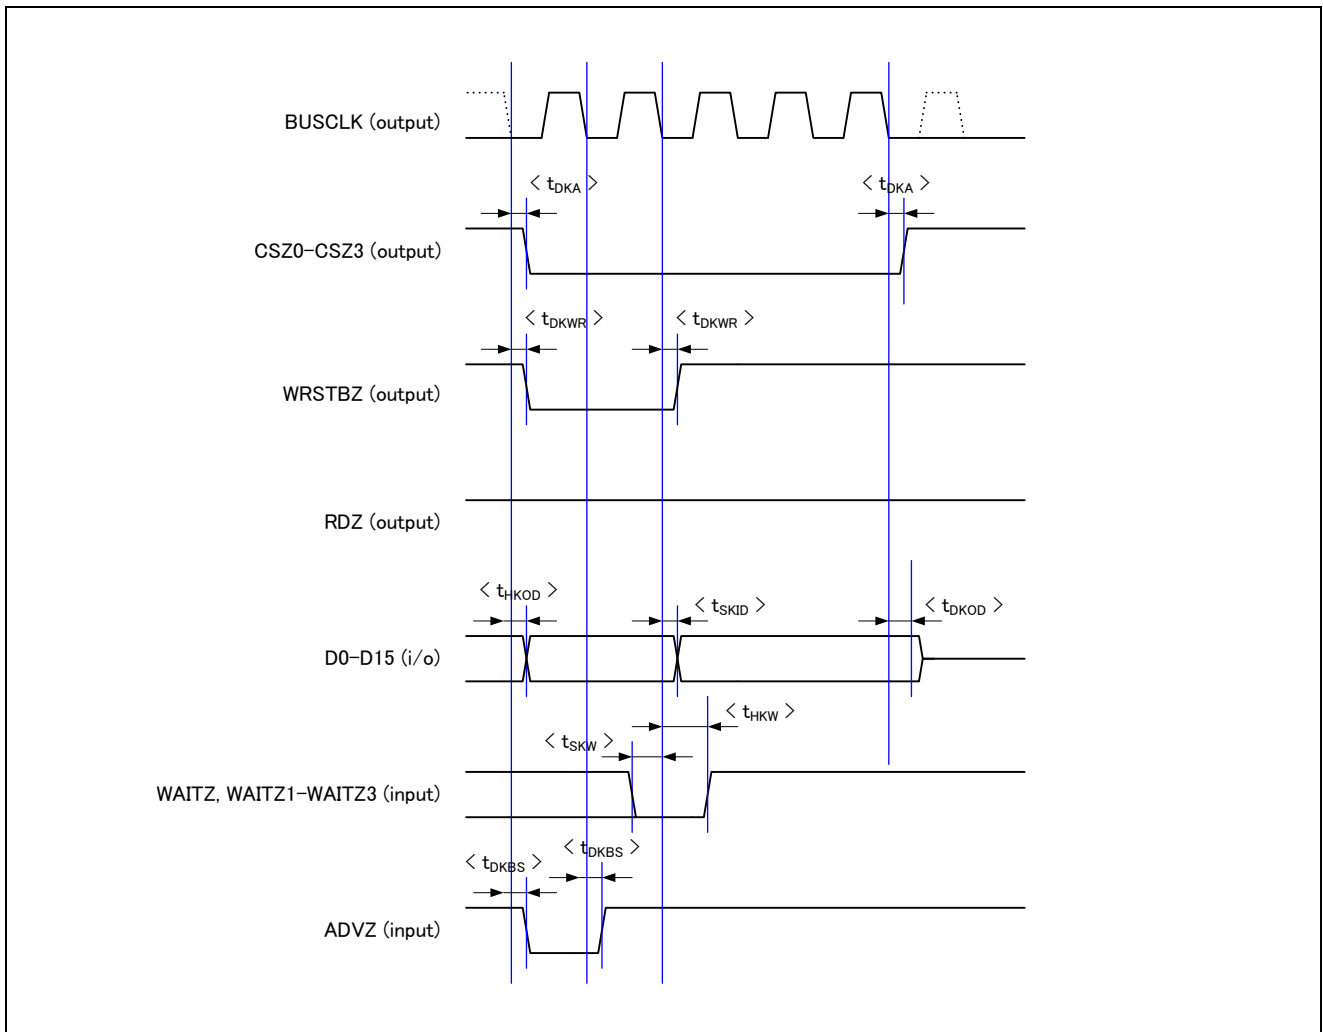 BUSCLK (output)
< tDKA >
< tDKA >
CSZ0-CSZ3 (output)
< tDKWR >
< tDKWR >
WRSTBZ (output)
RDZ (output)
< tHKOD >
< tSKID >
< tDKOD >
D0-D15 (i/o)
< tHKW >
< tSKW >
WAITZ, WAITZ1-WAITZ3 (input)
< tDKBS >
< tDKBS >
ADVZ (input)